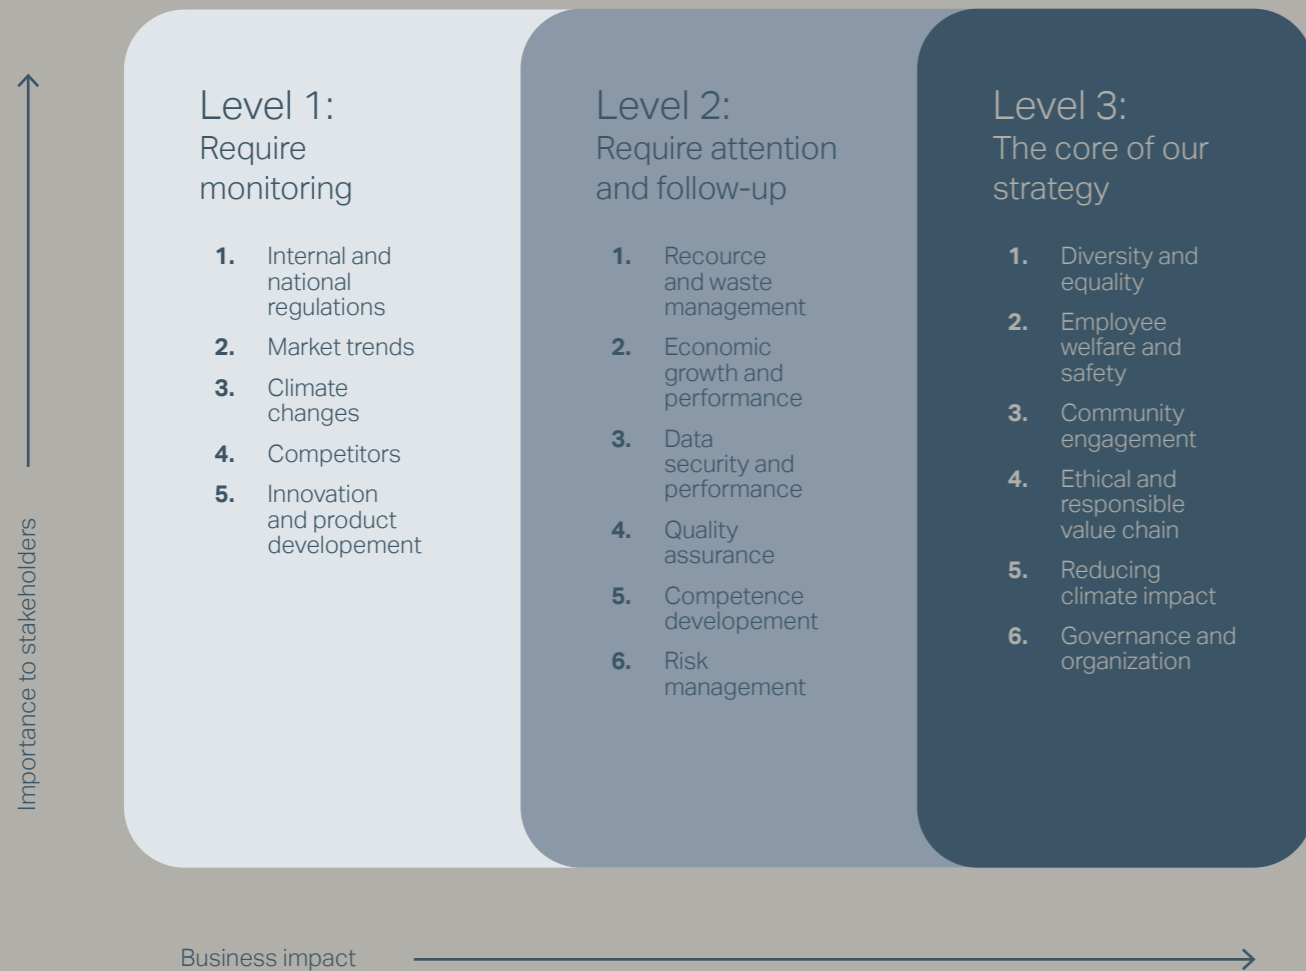 Level 1:
Require
monitoring
1. Internal and
national
regulations
2. Market trends
3. Climate
changes
4. Competitors
5. Innovation
and product
developement
Level 2:
Require attention
and follow-up
1. Recource
and waste
management
2. Economic
growth and
performance
3. Data
security and
performance
4. Quality
assurance
5. Competence
developement
6. Risk
management
Level 3:
The core of our
strategy
1. Diversity and
equality
2. Employee
welfare and
safety
3. Community
engagement
4. Ethical and
responsible
value chain
5. Reducing
climate impact
6. Governance and
organization
Importance to stakeholders
Business impact